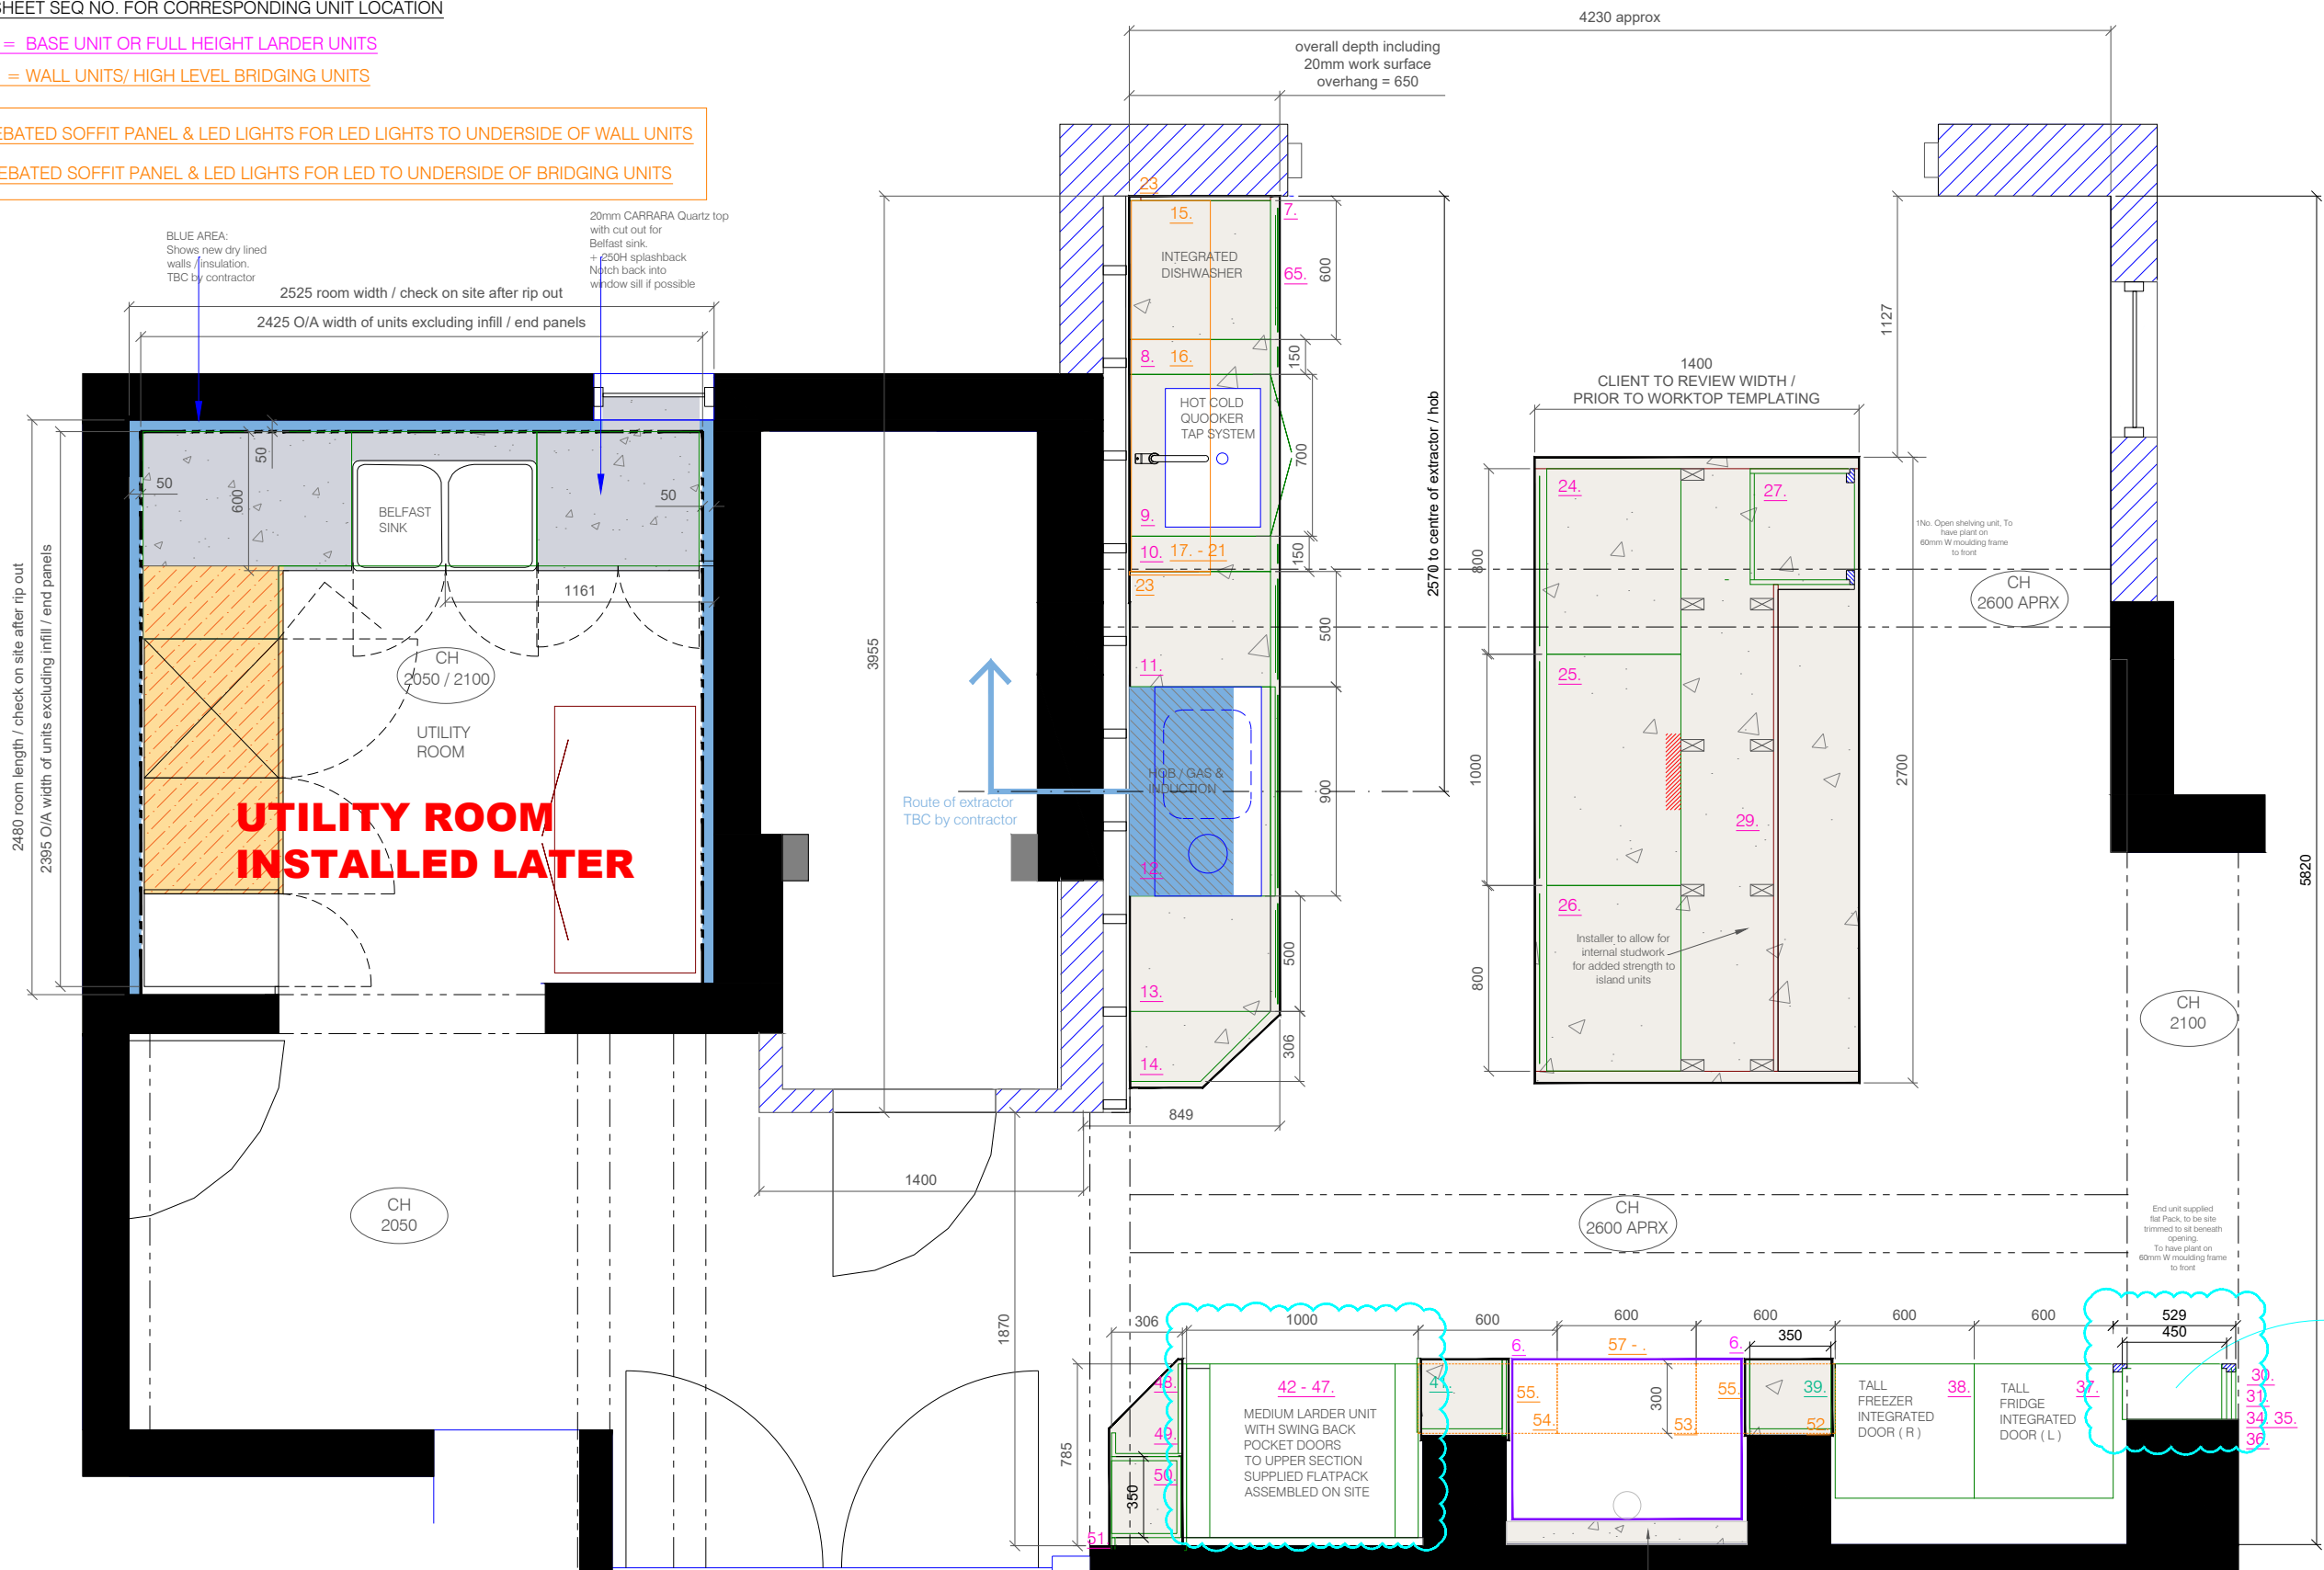 SHEET SEQ NO. FOR CORRESPONDING UNIT LOCATION
= BASE UNIT OR FULL HEIGHT LARDER UNITS
= WALL UNITS/ HIGH LEVEL BRIDGING UNITS
EBATED SOFFIT PANEL & LED LIGHTS FOR LED LIGHTS TO UNDERSIDE OF WALL UNITS
EBATED SOFFIT PANEL & LED LIGHTS FOR LED TO UNDERSIDE OF BRIDGING UNITS
4230 approx
overall depth including
20mm work surface
overhang = 650
BLUE AREA:
Shows new dry lined
walls / insulation.
TBC by contractor
20mm CARRARA Quartz top
with cut out for
Belfast sink.
+ 250H splashback
Notch back into
window sill if possible
2525 room width / check on site after rip out
2425 O/A width of units excluding infill / end panels
2480 room length / check on site after rip out
2395 O/A width of units excluding infill / end panels
50
50
600
50
BELFAST
SINK
1161
CH
2050 / 2100
UTILITY
ROOM
UTILITY ROOM
INSTALLED LATER
3955
Route of extractor
TBC by contractor
23
15.
7.
INTEGRATED
DISHWASHER
65.
600
8.
16.
150
HOT COLD
QUOOKER
TAP SYSTEM
700
9.
10.
17. - 21
150
23
500
11.
HOB / GAS &
INDUCTION
900
12.
500
13.
306
14.
849
2570 to centre of extractor / hob
1400
CLIENT TO REVIEW WIDTH /
PRIOR TO WORKTOP TEMPLATING
1127
24.
27.
800
25.
1000
29.
26.
800
2700
Installer to allow for
internal studwork
for added strength to
island units
1No. Open shelving unit. To
have plant on
60mm W moulding frame
to front
CH
2600 APRX
5820
CH
2100
CH
2050
1400
1870
CH
2600 APRX
End unit supplied
flat Pack, to be site
trimmed to sit beneath
opening.
To have plant on
60mm W moulding frame
to front
306
1000
600
600
600
600
600
529
450
350
6.
57 - .
6.
785
350
48.
49.
50.
51
42 - 47.
MEDIUM LARDER UNIT
WITH SWING BACK
POCKET DOORS
TO UPPER SECTION
SUPPLIED FLATPACK
ASSEMBLED ON SITE
55.
54.
300
53.
55.
39.
52.
TALL
FREEZER
INTEGRATED
DOOR ( R )
38.
TALL
FRIDGE
INTEGRATED
DOOR ( L )
37.
30.
31.
34. 35.
36.